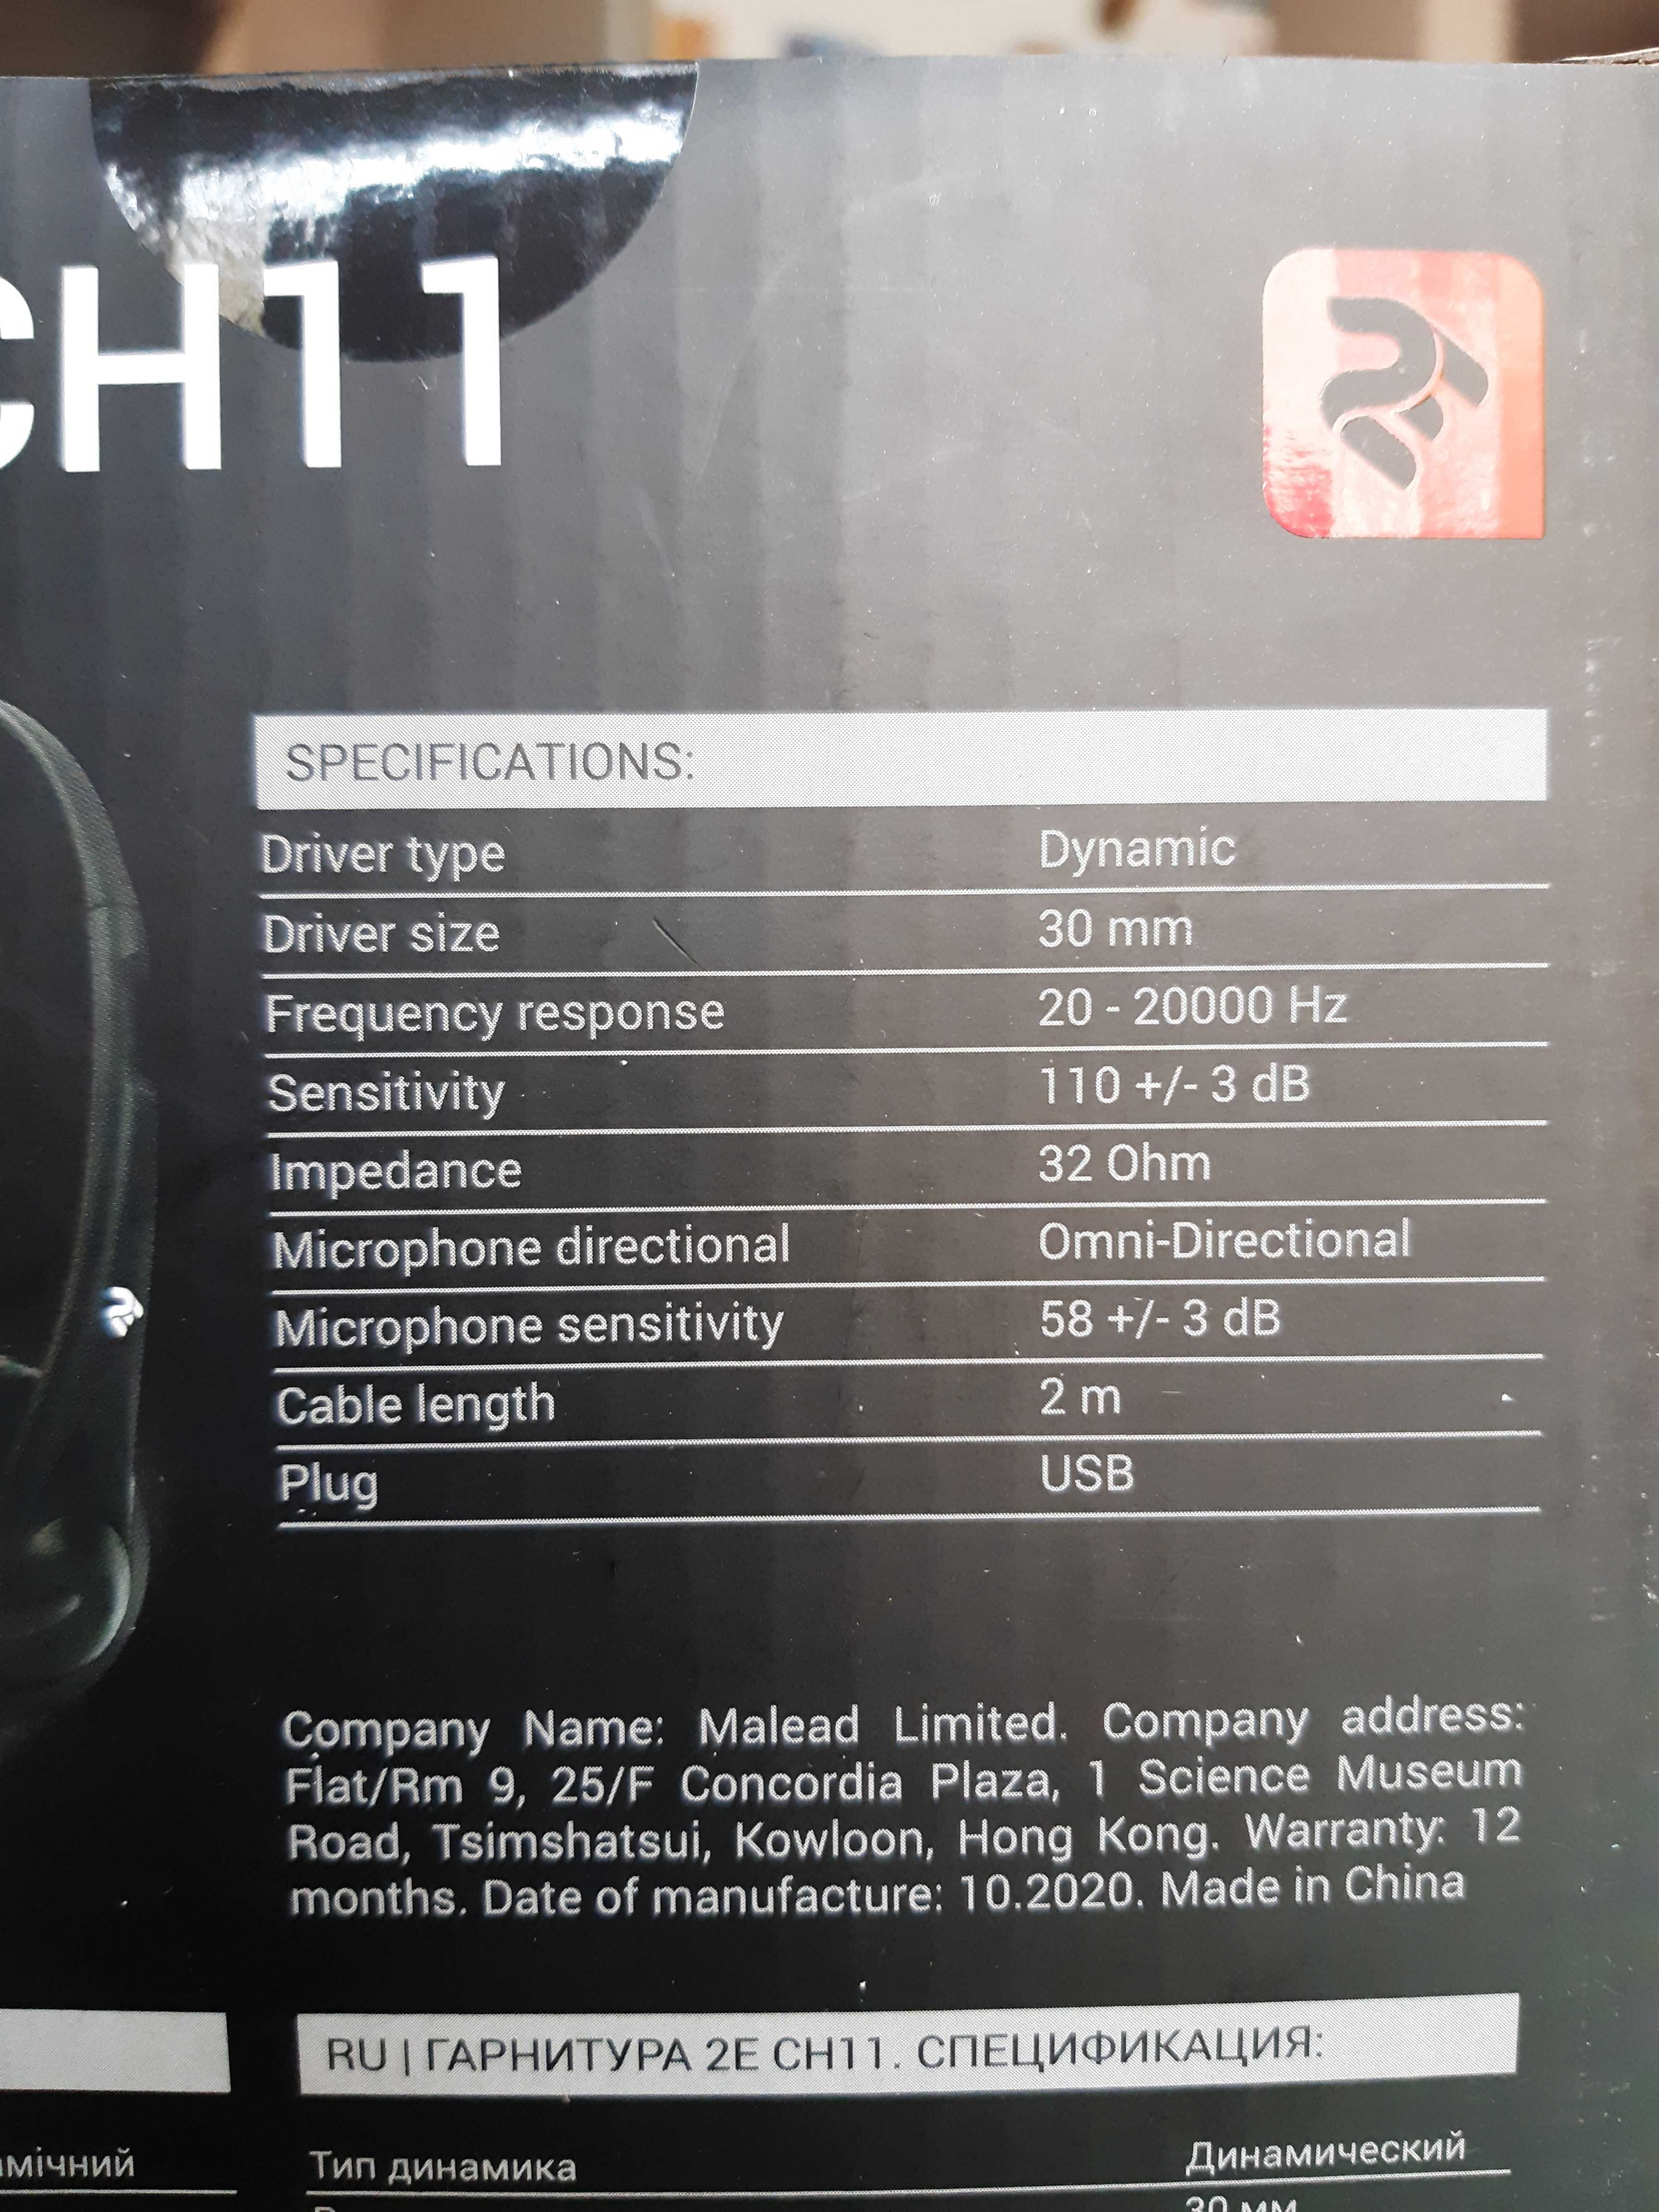 CH11
SPECIFICATIONS:
Driver type Dynamic
Driver size 30 mm
Frequency response 20 - 20000 Hz
Sensitivity 110 +/- 3 dB
Impedance 32 Ohm
Microphone directional Omni-Directional
Microphone sensitivity 58 +/- 3 dB
Cable length 2 m
Plug USB
Company Name: Malead Limited. Company address:
Flat/Rm 9, 25/F Concordia Plaza, 1 Science Museum
Road, Tsimshatsui, Kowloon, Hong Kong. Warranty: 12
months. Date of manufacture: 10.2020. Made in China
RU | ГАРНИТУРА 2E CH11. СПЕЦИФИКАЦИЯ:
Тип динамика Динамический
30 мм